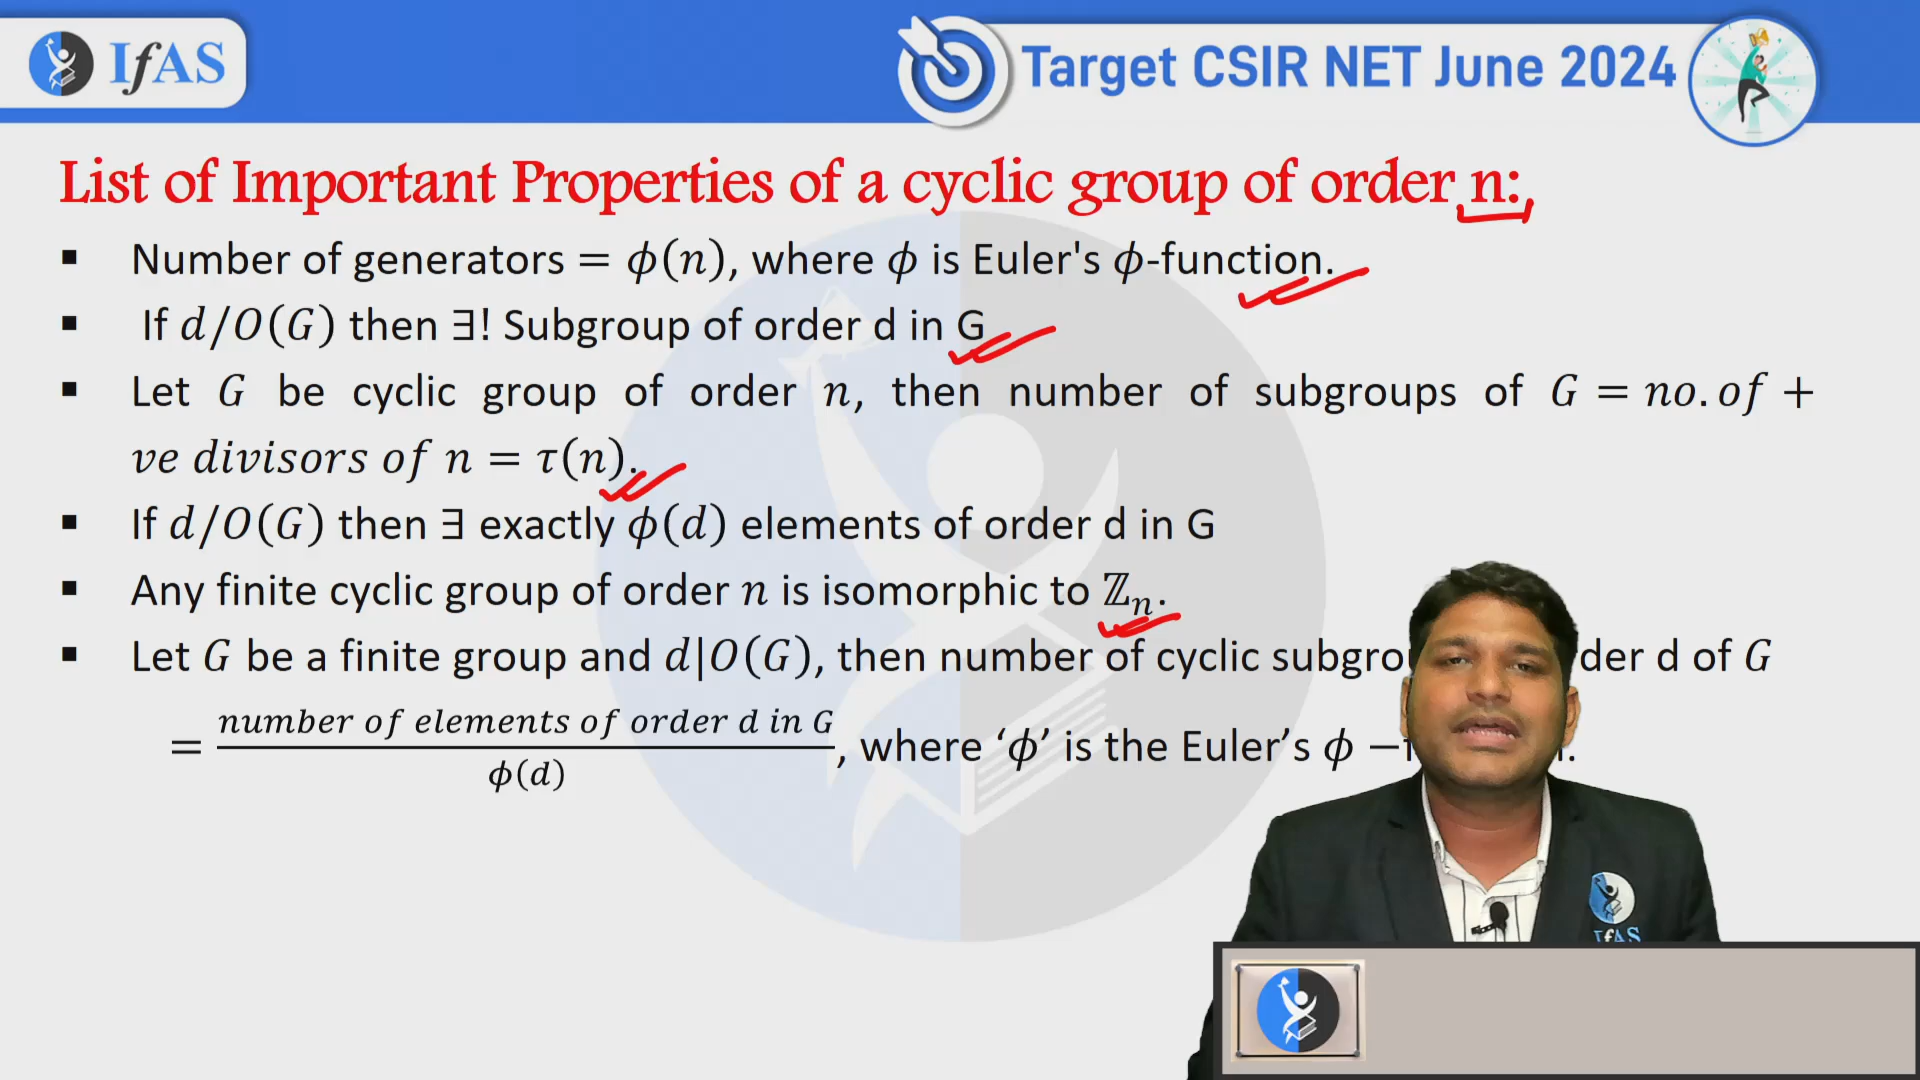 IfAS
Target CSIR NET June 2024
List of Important Properties of a cyclic group of order n:
▪ Number of generators = ϕ(n), where ϕ is Euler's ϕ-function.
▪ If d/O(G) then ∃! Subgroup of order d in G
▪ Let G be cyclic group of order n, then number of subgroups of G = no. of +
ve divisors of n = τ(n).
▪ If d/O(G) then ∃ exactly ϕ(d) elements of order d in G
▪ Any finite cyclic group of order n is isomorphic to ℤₙ.
▪ Let G be a finite group and d|O(G), then number of cyclic d of G
= number of elements of order d in G / ϕ(d), where ‘ϕ’ is the Euler’s ϕ −
IfAS